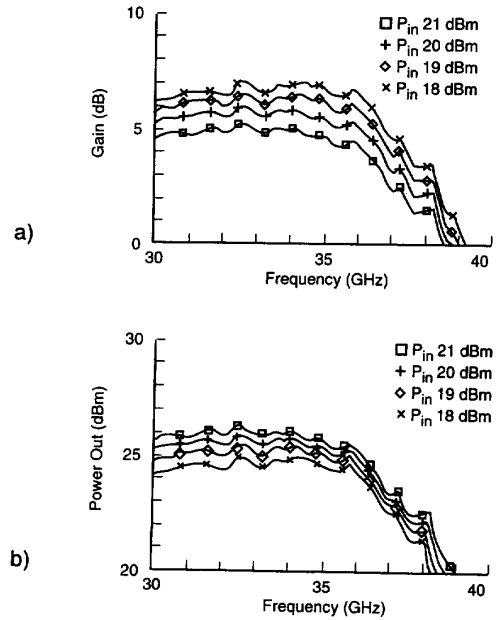 10
P_in 21 dBm
P_in 20 dBm
P_in 19 dBm
P_in 18 dBm
Gain (dB)
5
a)
0
30
35
40
Frequency (GHz)
30
P_in 21 dBm
P_in 20 dBm
P_in 19 dBm
P_in 18 dBm
Power Out (dBm)
25
b)
20
30
35
40
Frequency (GHz)